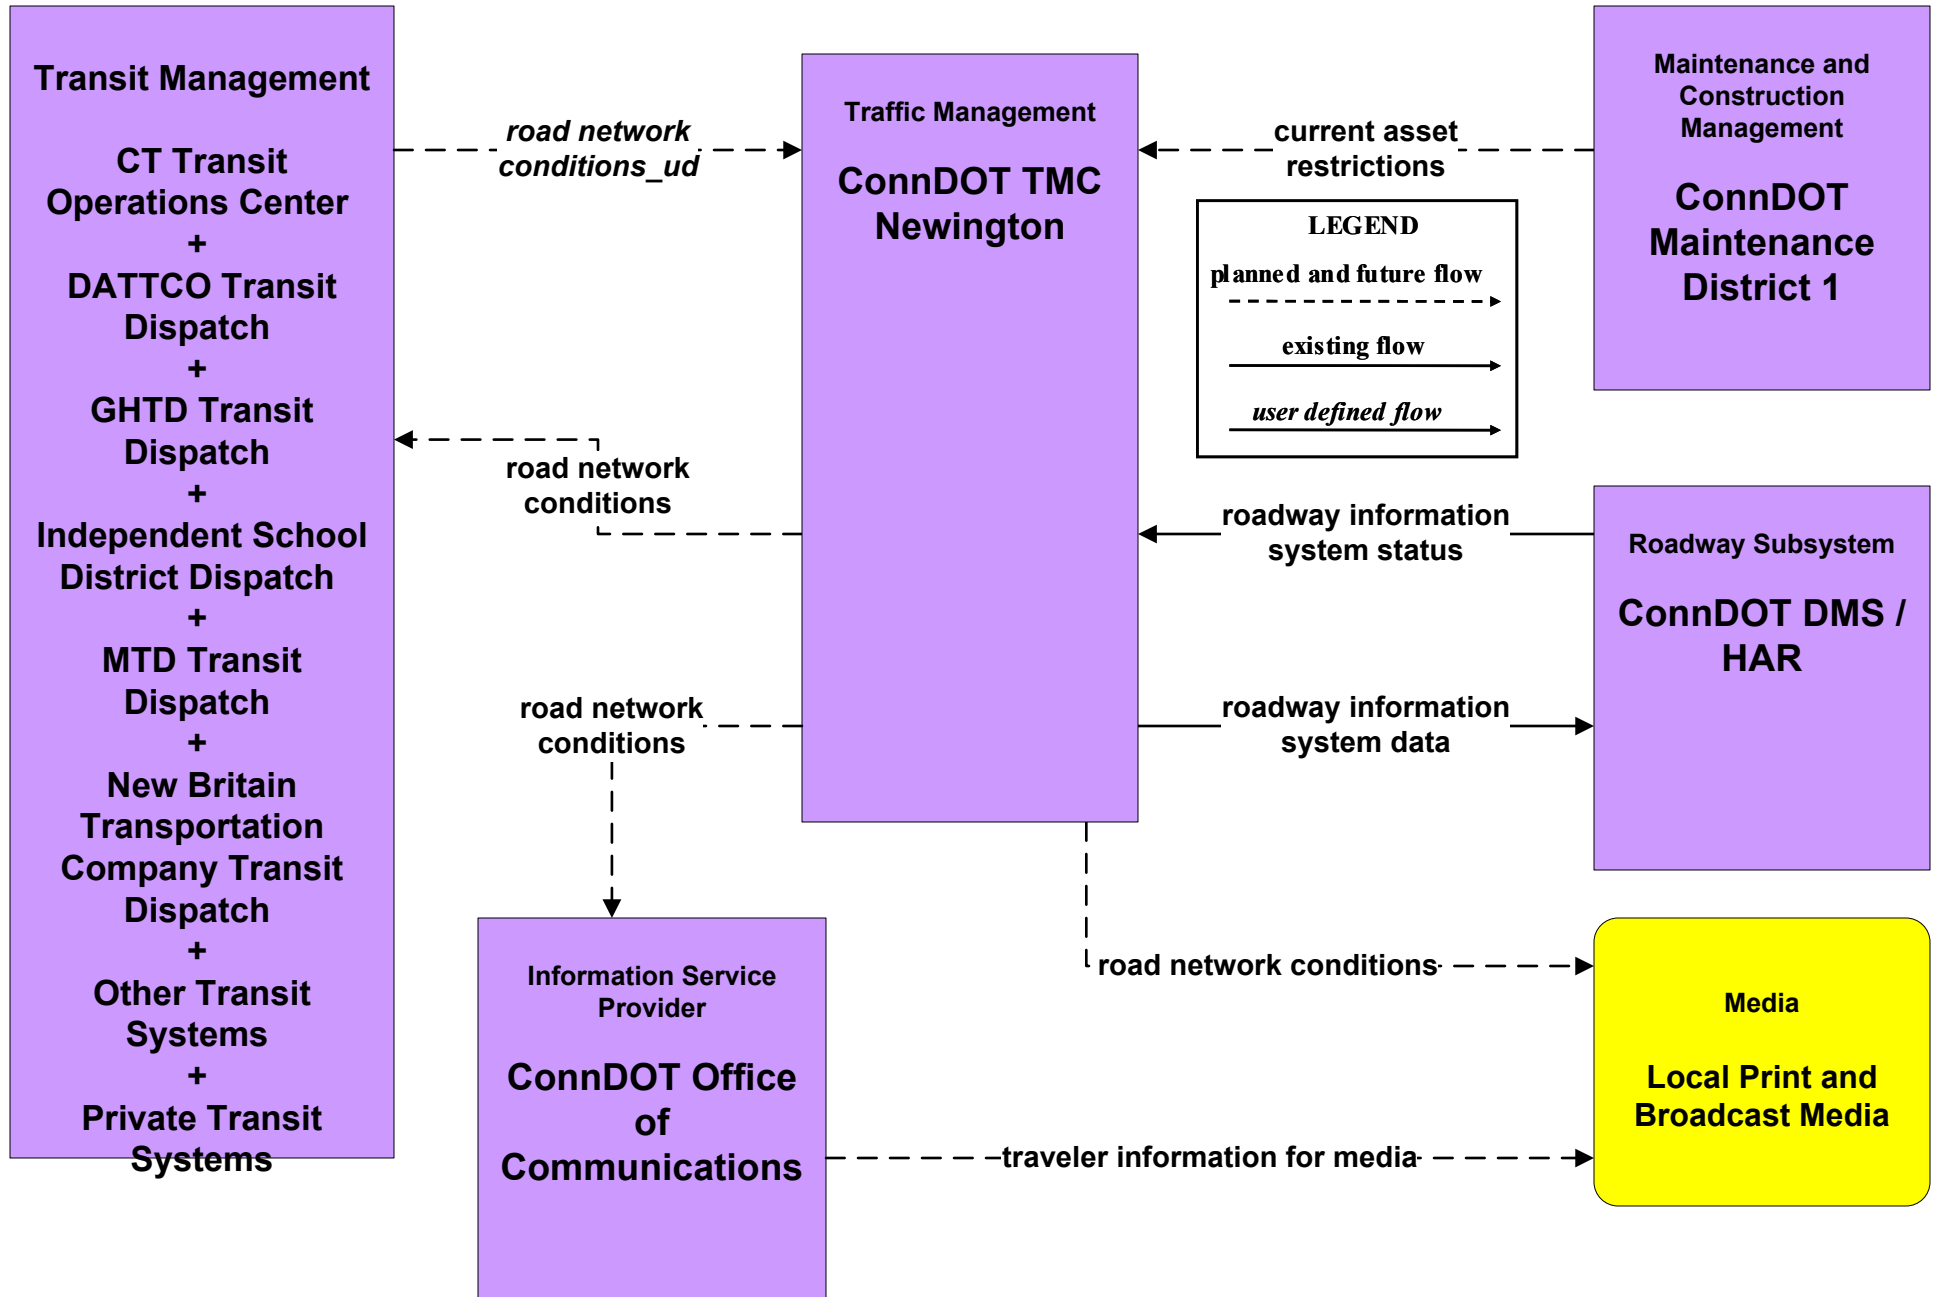 Transit Management
CT Transit
Operations Center
+
DATTCO Transit
Dispatch
+
GHTD Transit
Dispatch
+
Independent School
District Dispatch
+
MTD Transit
Dispatch
+
New Britain
Transportation
Company Transit
Dispatch
+
Other Transit
Systems
+
Private Transit
Systems
road network
conditions_ud
road network
conditions
road network
conditions
Traffic Management
ConnDOT TMC
Newington
current asset
restrictions
LEGEND
planned and future flow
existing flow
user defined flow
roadway information
system status
roadway information
system data
Maintenance and
Construction
Management
ConnDOT
Maintenance
District 1
Roadway Subsystem
ConnDOT DMS /
HAR
Information Service
Provider
ConnDOT Office
of
Communications
road network conditions
traveler information for media
Media
Local Print and
Broadcast Media